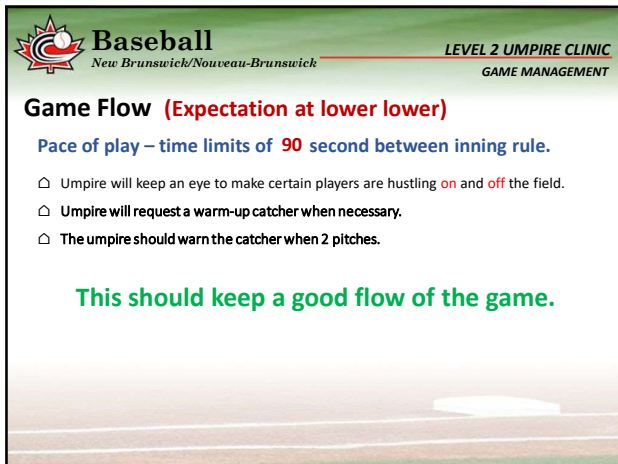 Baseball
New Brunswick/Nouveau-Brunswick
LEVEL 2 UMPIRE CLINIC
GAME MANAGEMENT
Game Flow (Expectation at lower lower)
Pace of play – time limits of 90 second between inning rule.
Umpire will keep an eye to make certain players are hustling on and off the field.
Umpire will request a warm-up catcher when necessary.
The umpire should warn the catcher when 2 pitches.
This should keep a good flow of the game.